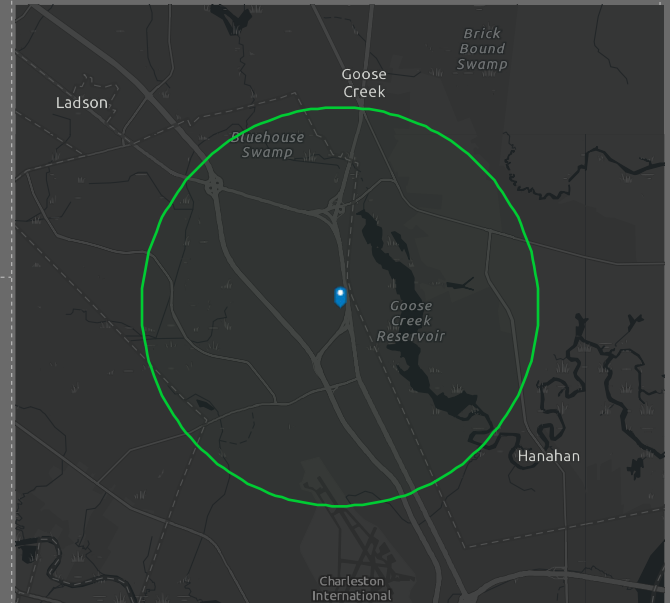 Brick
Bound
Swamp
Goose
Creek
Ladson
Bluehouse
Swamp
Goose
Creek
Reservoir
Hanahan
Charleston
International